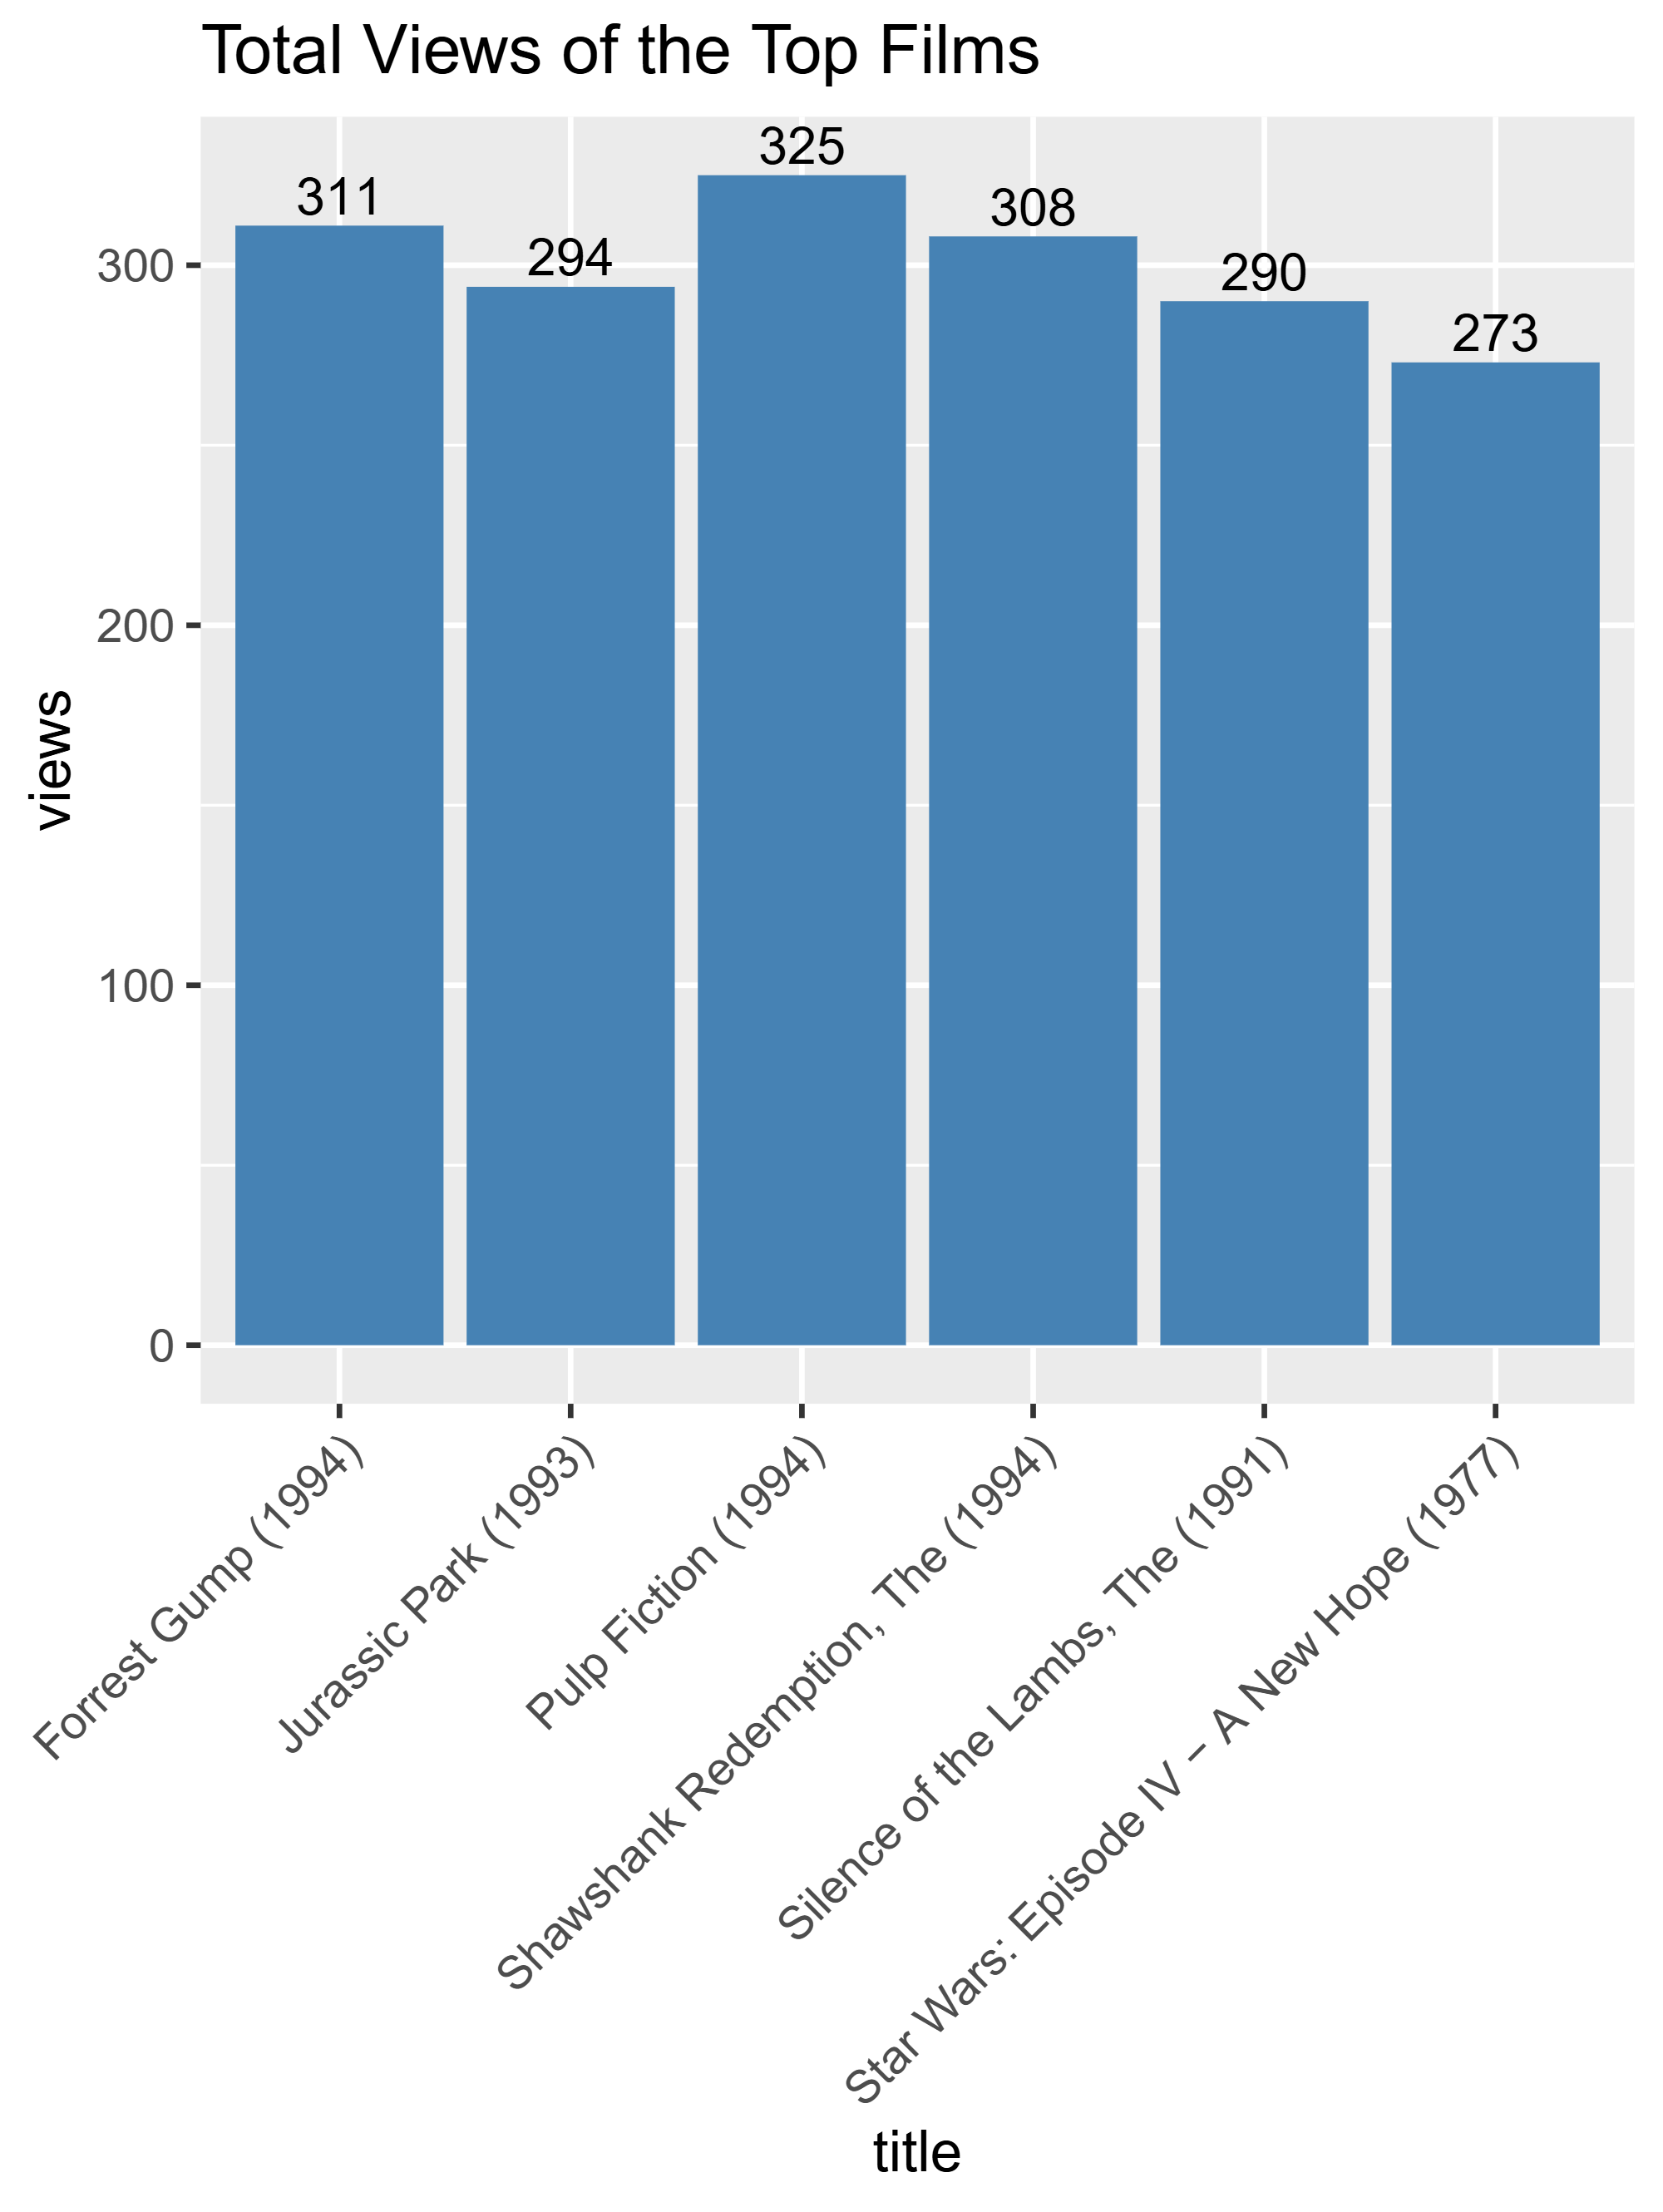 Total Views of the Top Films
325
311
308
294
290
273
300
200
100
0
views
Forrest Gump (1994)
Jurassic Park (1993)
Pulp Fiction (1994)
Shawshank Redemption, The (1994)
Silence of the Lambs, The (1991)
Star Wars: Episode IV − A New Hope (1977)
title